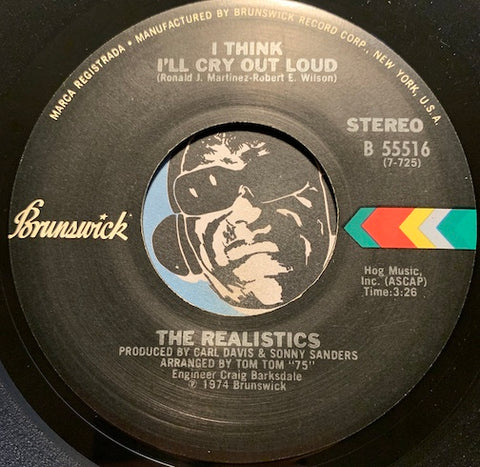 MARCA REGISTRADA • MANUFACTURED BY BRUNSWICK RECORD CORP., NEW YORK, U.S.A.
I THINK
I'LL CRY OUT LOUD
(Ronald J. Martinez-Robert E. Wilson)
STEREO
B 55516
(7-725)
Brunswick
Hog Music,
Inc. (ASCAP)
Time:3:26
THE REALISTICS
PRODUCED BY CARL DAVIS & SONNY SANDERS
ARRANGED BY TOM TOM "75"
Engineer Craig Barksdale
℗ 1974 Brunswick